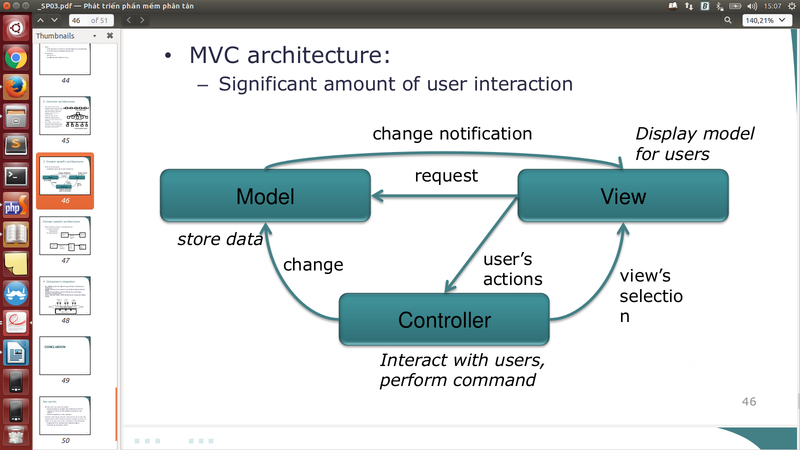 _SP03.pdf — Phát triển phần mềm phân tán
15:07
46 of 51
140,21%
Thumbnails
44
45
46
47
48
49
50
• MVC architecture:
– Significant amount of user interaction
change notification
Display model
for users
request
Model
View
store data
change
user’s
actions
view’s
selectio
n
Controller
Interact with users,
perform command
46